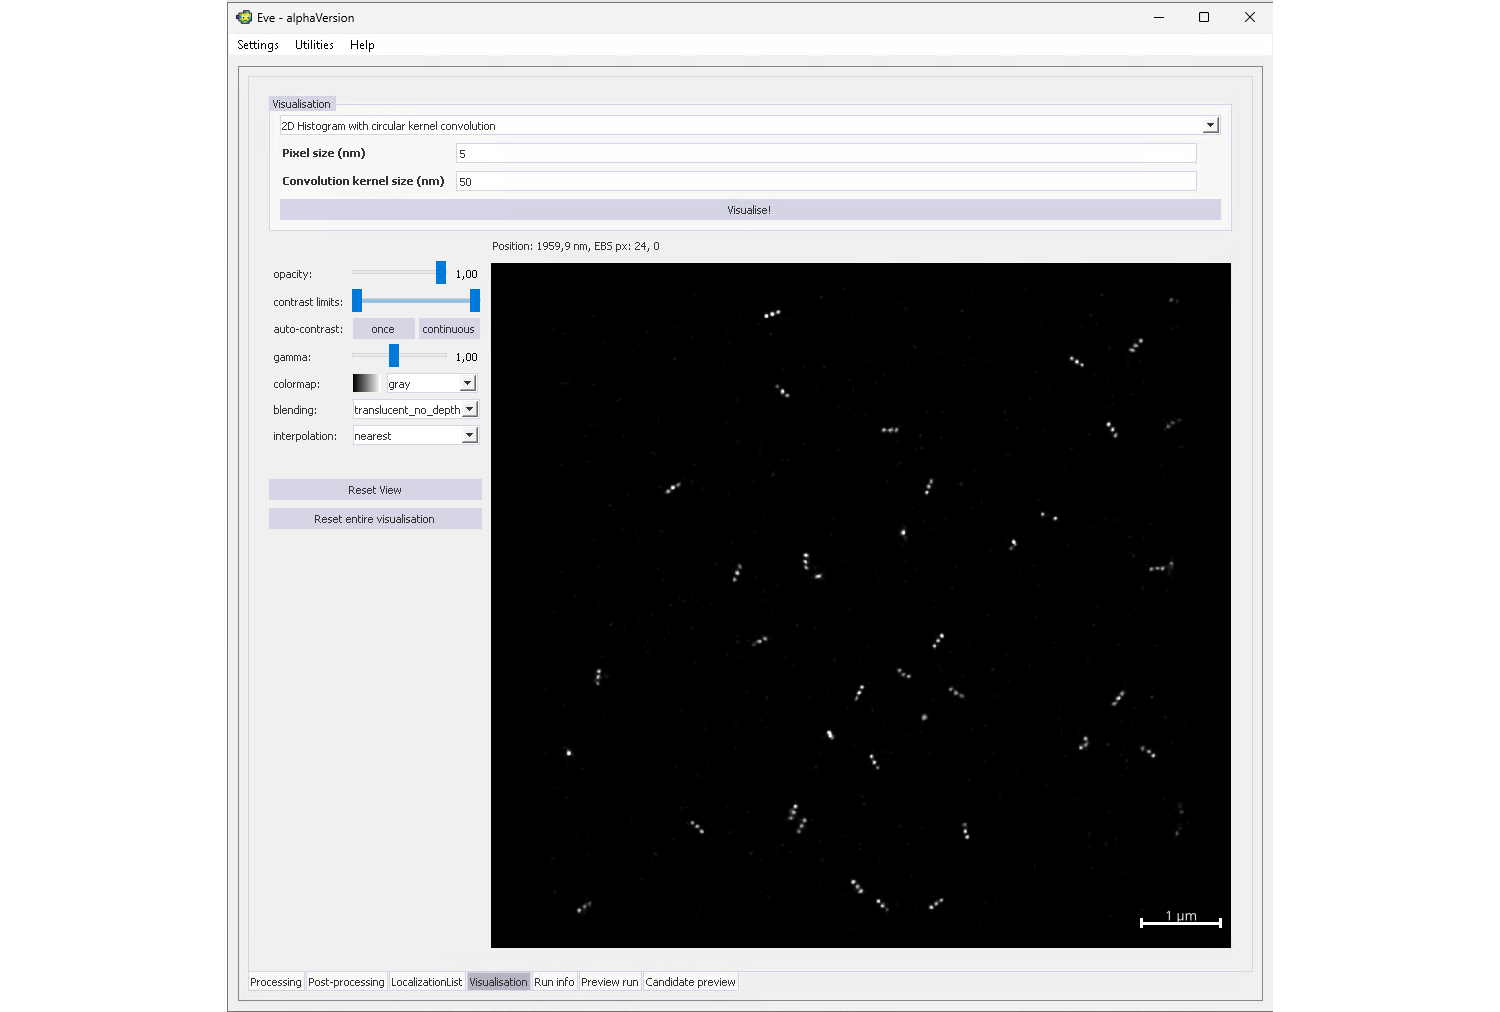 Eve - alphaVersion
Settings Utilities Help
Visualisation
2D Histogram with circular kernel convolution
Pixel size (nm) 5
Convolution kernel size (nm) 50
Visualise!
Position: 1959,9 nm, EBS px: 24, 0
opacity: 1,00
contrast limits:
auto-contrast: once continuous
gamma: 1,00
colormap: gray
blending: translucent_no_depth
interpolation: nearest
Reset View
Reset entire visualisation
1 µm
Processing Post-processing LocalizationList Visualisation Run info Preview run Candidate preview